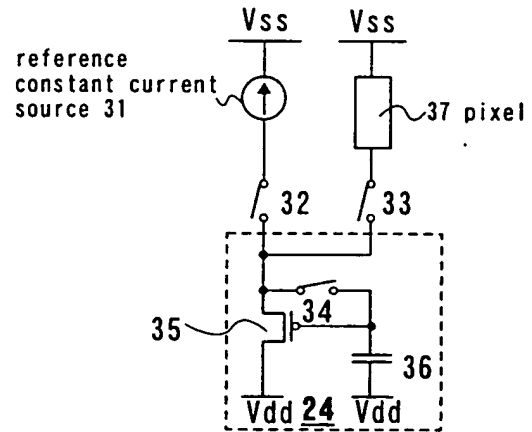 Vss Vss
reference
constant current
source 31
37 pixel
32 33
34
35
36
Vdd 24 Vdd